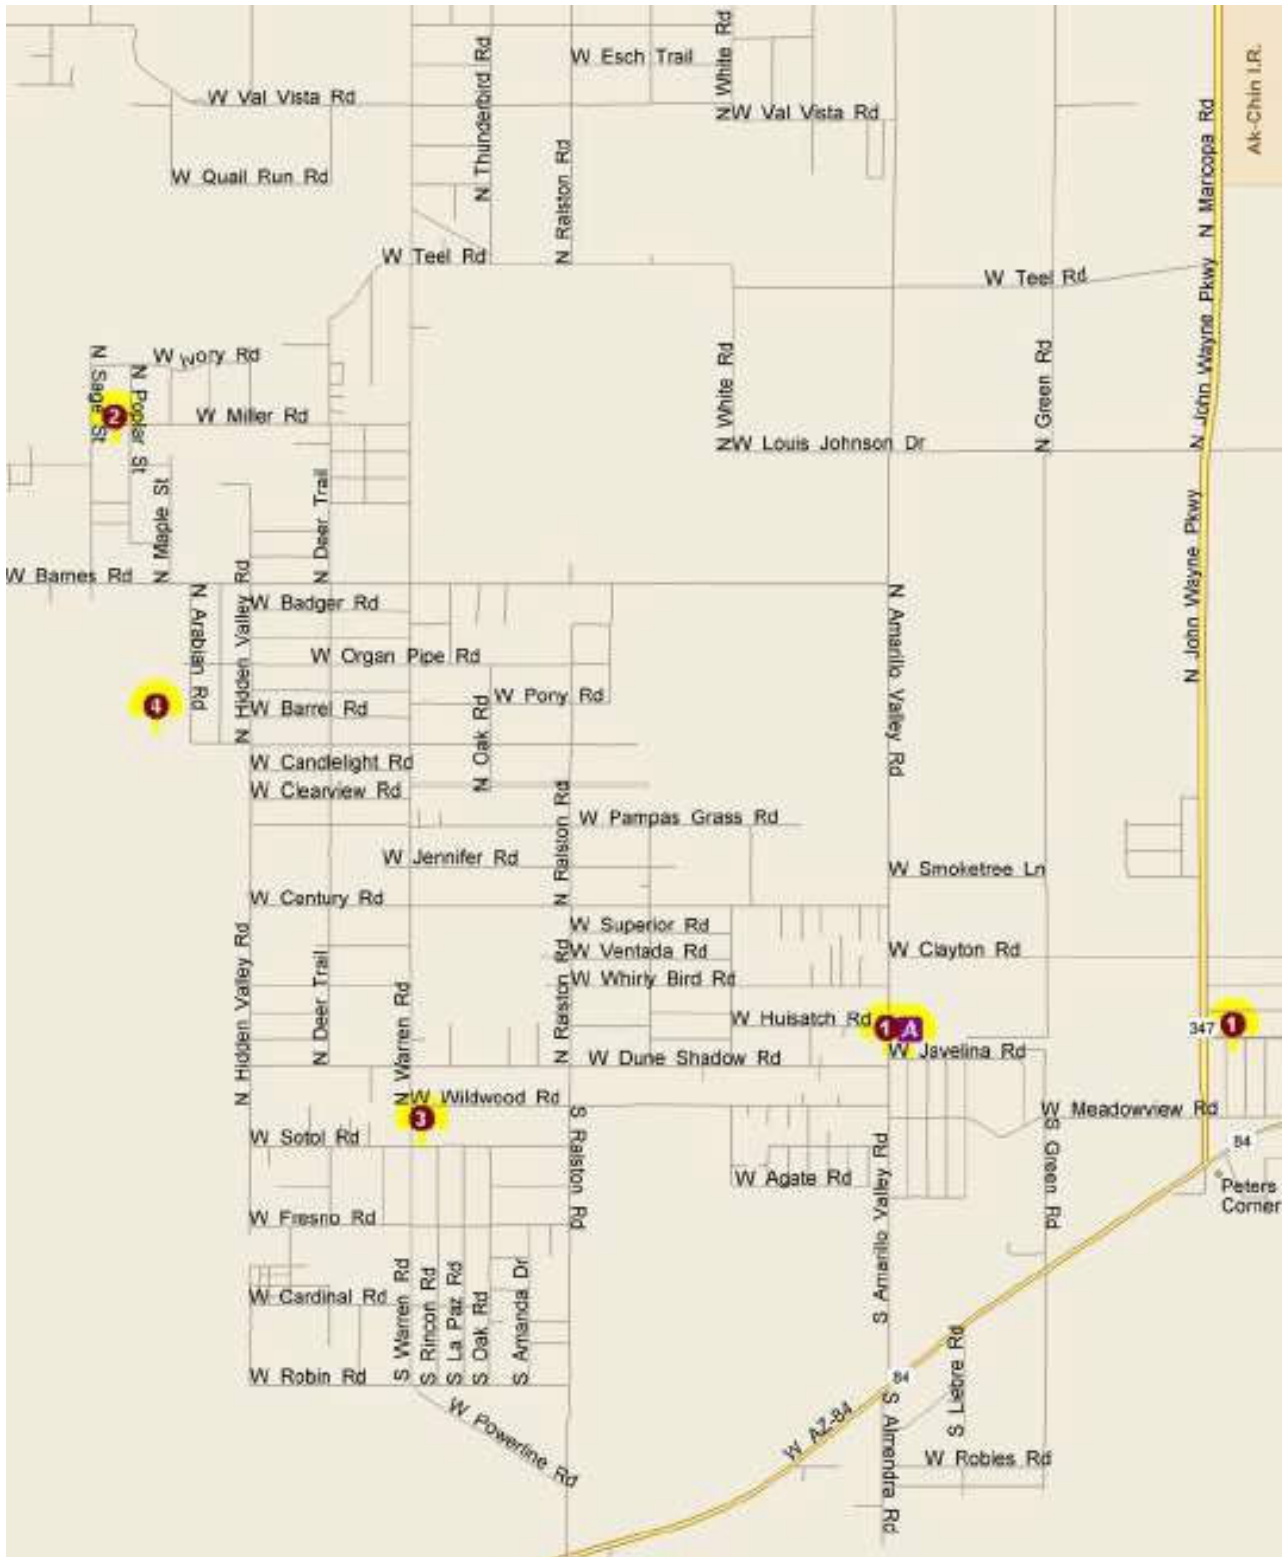 W Esch Trail
N White Rd
N Thunderbird Rd
Ak-Chin I.R.
W Val Vista Rd
W Val Vista Rd
N Maricopa Rd
W Quail Run Rd
N Ralston Rd
W Teel Rd
W Teel Rd
N John Wayne Pkwy
N Sage St
W Ivory Rd
N Poplar St
N White Rd
N Green Rd
2
W Miller Rd
W Louis Johnson Dr
N Maple St
N Deer Trail
N John Wayne Pkwy
W Barnes Rd
N Arabian Rd
N Hidden Valley Rd
W Badger Rd
N Amarillo Valley Rd
W Organ Pipe Rd
4
W Barrel Rd
N Oak Rd
W Pony Rd
W Candlelight Rd
W Clearview Rd
N Ralston Rd
W Pampas Grass Rd
W Jennifer Rd
W Smoketree Ln
W Century Rd
W Superior Rd
N Hidden Valley Rd
N Deer Trail
N Ralston Rd
W Ventada Rd
W Clayton Rd
W Whirly Bird Rd
N Warren Rd
W Huisatch Rd
1
A
347
1
W Dune Shadow Rd
W Javelina Rd
W Wildwood Rd
3
W Meadowview Rd
W Sotol Rd
S Ralston Rd
S Amarillo Valley Rd
S Green Rd
84
W Agate Rd
Peters
Corner
W Fresno Rd
W Cardinal Rd
S Warren Rd
S Rincon Rd
S La Paz Rd
S Oak Rd
S Amanda Dr
W Robin Rd
84
S Liebre Rd
W Powerline Rd
W AZ-84
S Almendra Rd
W Robles Rd